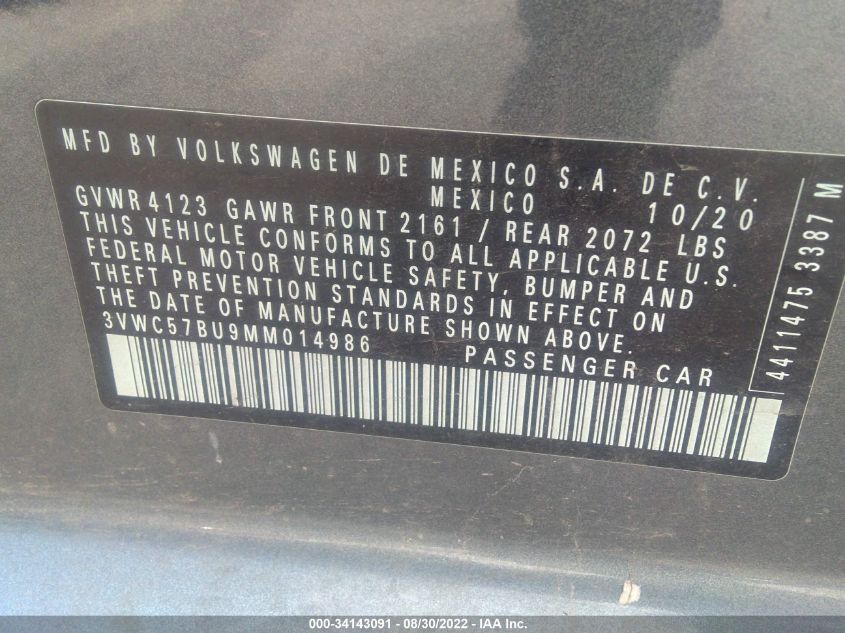 MFD BY VOLKSWAGEN DE MEXICO S.A. DE C.V.
MEXICO 10/20
GVWR 4123 GAWR FRONT 2161 / REAR 2072 LBS
THIS VEHICLE CONFORMS TO ALL APPLICABLE U.S.
FEDERAL MOTOR VEHICLE SAFETY, BUMPER AND
THEFT PREVENTION STANDARDS IN EFFECT ON
THE DATE OF MANUFACTURE SHOWN ABOVE.
3VWC57BU9MM014986 PASSENGER CAR
4411475 3387 M
000-34143091 - 08/30/2022 - IAA Inc.